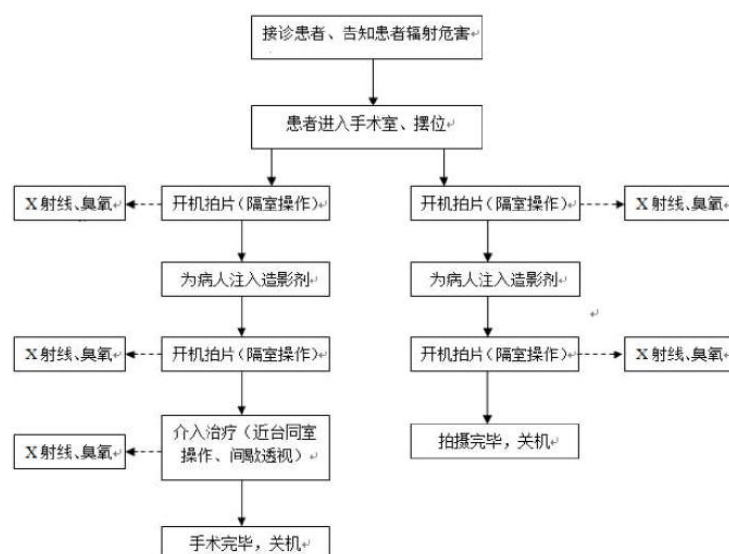 接诊患者、告知患者辐射危害
患者进入手术室、摆位
X 射线、臭氧
开机拍片（隔室操作）
开机拍片（隔室操作）
X 射线、臭氧
为病人注入造影剂
为病人注入造影剂
X 射线、臭氧
开机拍片（隔室操作）
开机拍片（隔室操作）
X 射线、臭氧
X 射线、臭氧
介入治疗（近台同室
操作、间歇透视）
拍摄完毕，关机
手术完毕，关机